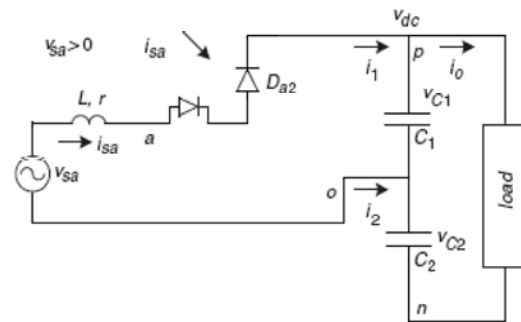 v_dc
v_sa>0
i_sa
D_a2
i_1
p
i_o
L, r
v_C1
i_sa
a
C_1
v_sa
o
i_2
v_C2
C_2
load
n